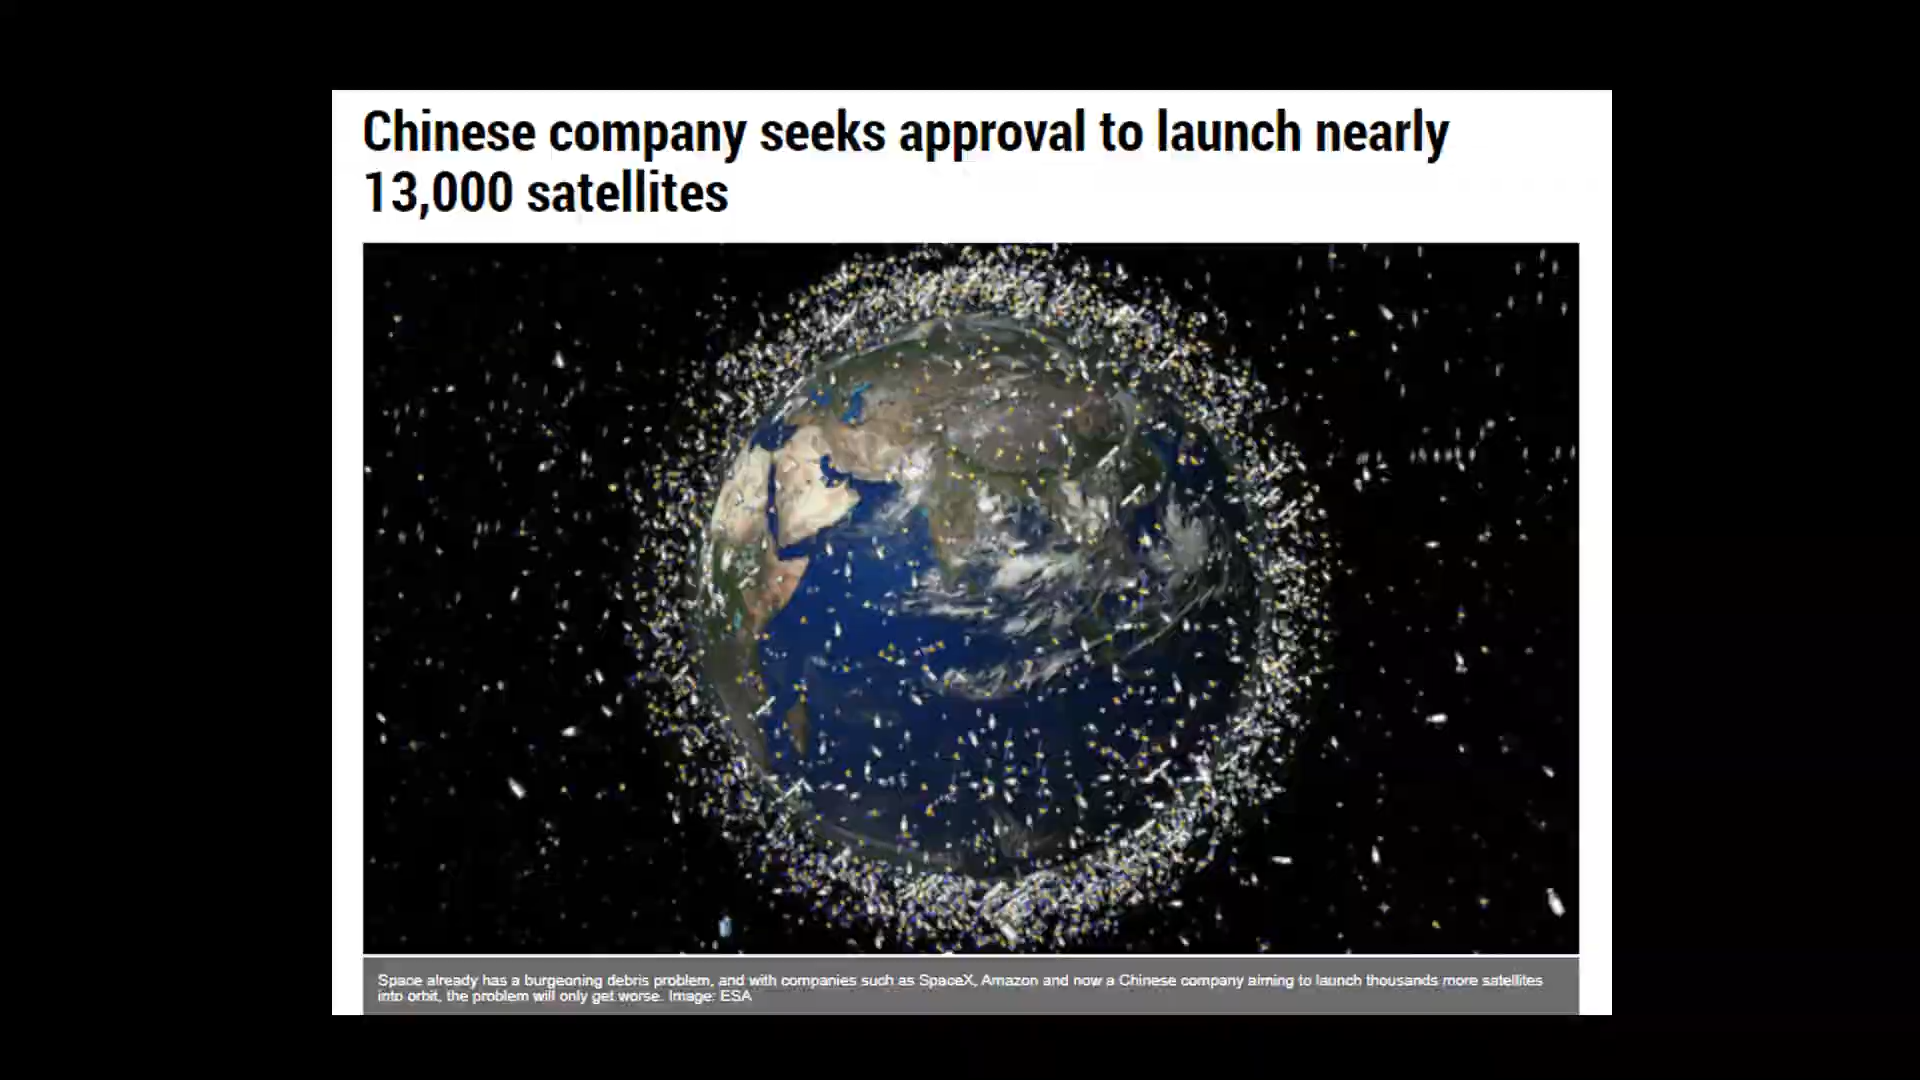 Chinese company seeks approval to launch nearly
13,000 satellites
Space already has a burgeoning debris problem, and with companies such as SpaceX, Amazon and now a Chinese company aiming to launch thousands more satellites
into orbit, the problem will only get worse. Image: ESA